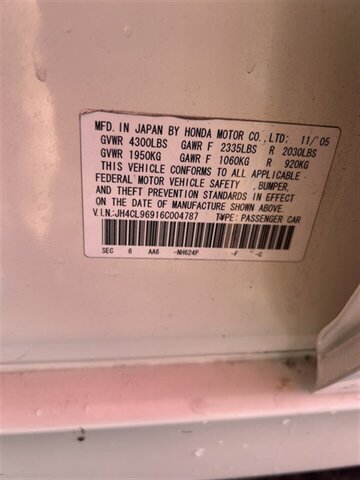 MFD. IN JAPAN BY HONDA MOTOR CO., LTD: 11/'05
GVWR 4300LBS GAWR F 2335LBS R 2030LBS
GVWR 1950KG GAWR F 1060KG R 920KG
THIS VEHICLE CONFORMS TO ALL APPLICABLE
FEDERAL MOTOR VEHICLE SAFETY , BUMPER,
AND THEFT PREVENTION STANDARDS IN EFFECT
ON THE DATE OF MANUFACTURE SHOWN ABOVE.
V.I.N.:JH4CL96916C004787 TYPE: PASSENGER CAR
SEC 6 AA6 -NH624P -F -C